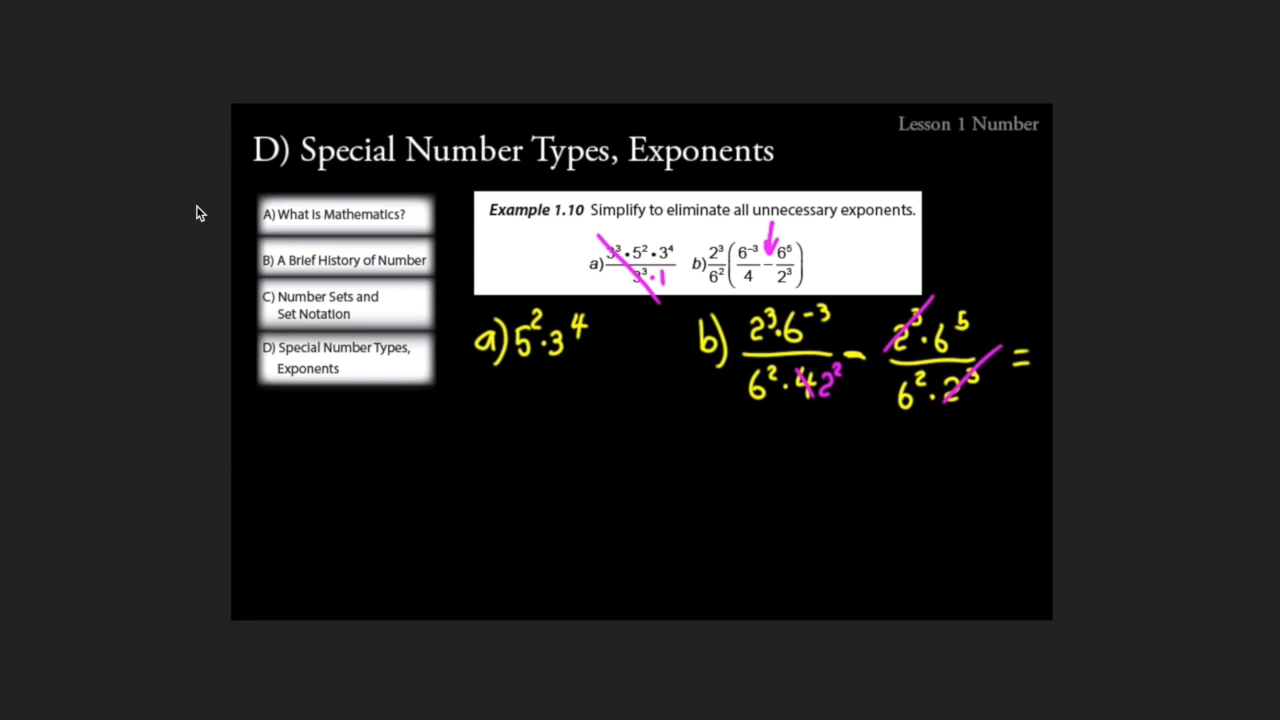 Lesson 1 Number
D) Special Number Types, Exponents
A) What Is Mathematics?
B) A Brief History of Number
C) Number Sets and
Set Notation
D) Special Number Types,
Exponents
Example 1.10 Simplify to eliminate all unnecessary exponents.
a) (3³ • 5² • 3⁴)/(3³ • 1) b) 2³/6² (6⁻³/4 − 6⁵/2³)
a) 5² · 3⁴ b) (2³ · 6⁻³)/(6² · 4 2²) − (2³ · 6⁵)/(6² · 2³) =